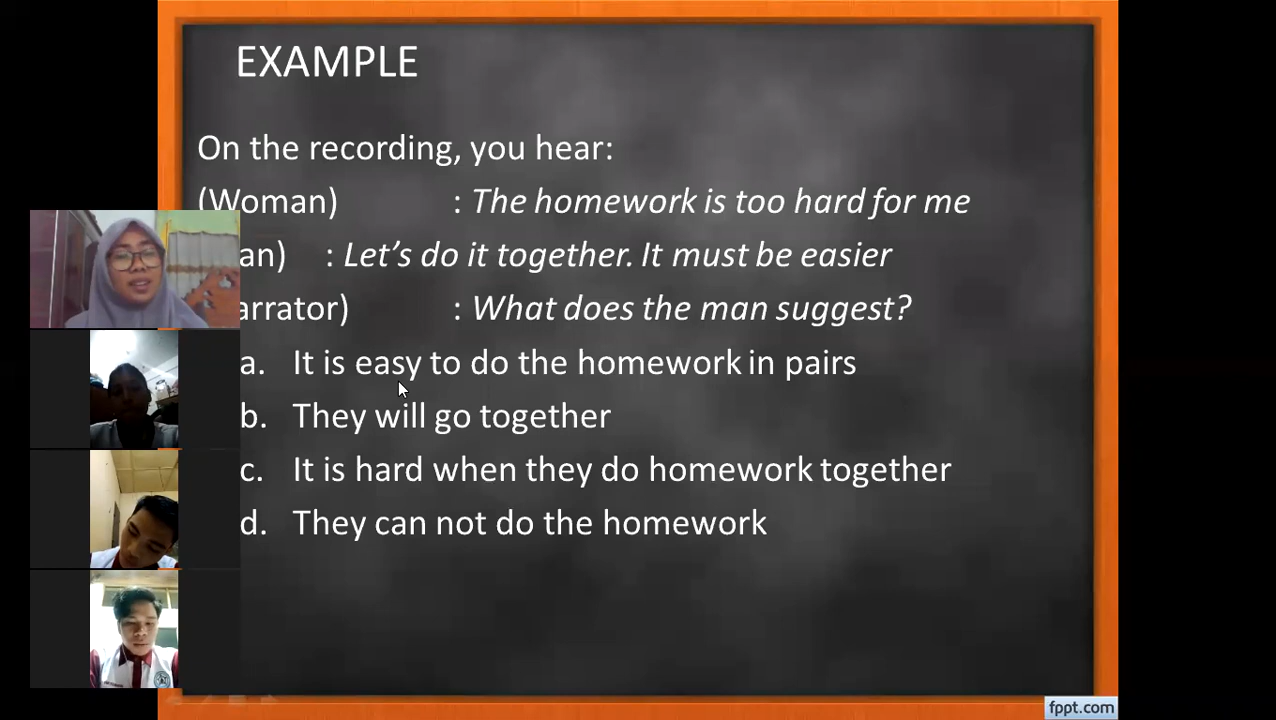 EXAMPLE
On the recording, you hear:
(Woman) : The homework is too hard for me
an) : Let's do it together. It must be easier
arrator) : What does the man suggest?
a. It is easy to do the homework in pairs
b. They will go together
c. It is hard when they do homework together
d. They can not do the homework
fppt.com